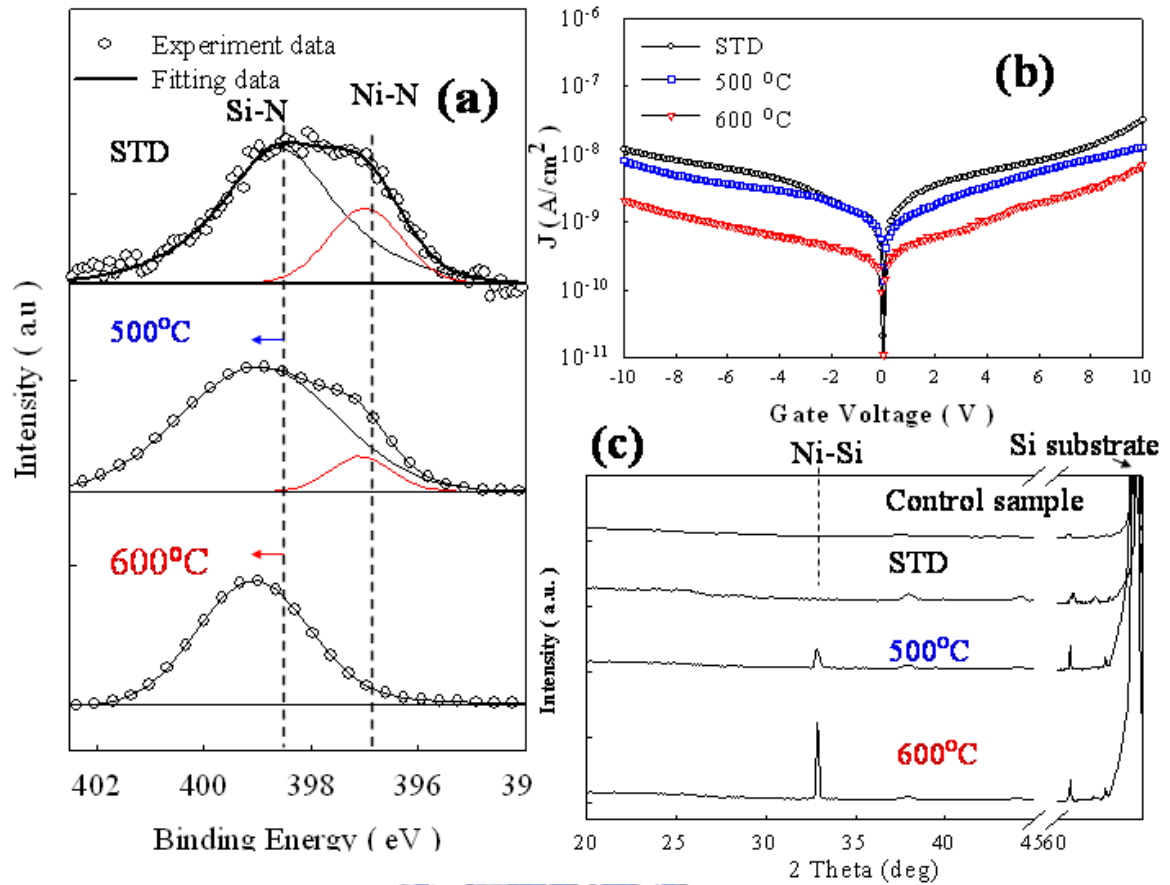 Experiment data
Fitting data
(a)
Si-N
Ni-N
STD
500°C
600°C
Intensity ( a.u )
402 400 398 396 39
Binding Energy ( eV )
(b)
STD
500 °C
600 °C
10-6
10-7
10-8
10-9
10-10
10-11
J ( A/cm2 )
-10 -8 -6 -4 -2 0 2 4 6 8 10
Gate Voltage ( V )
(c)
Ni-Si
Si substrate
Control sample
STD
500°C
600°C
Intensity ( a.u. )
20 25 30 35 40 45 60
2 Theta (deg)